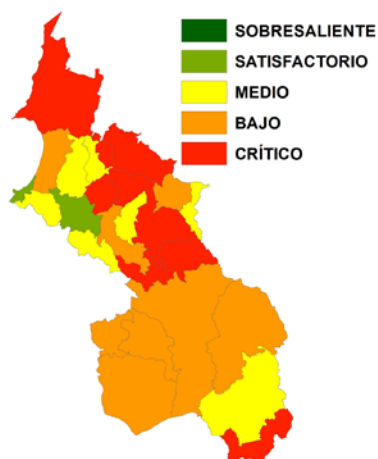 SOBRESALIENTE
SATISFACTORIO
MEDIO
BAJO
CRÍTICO